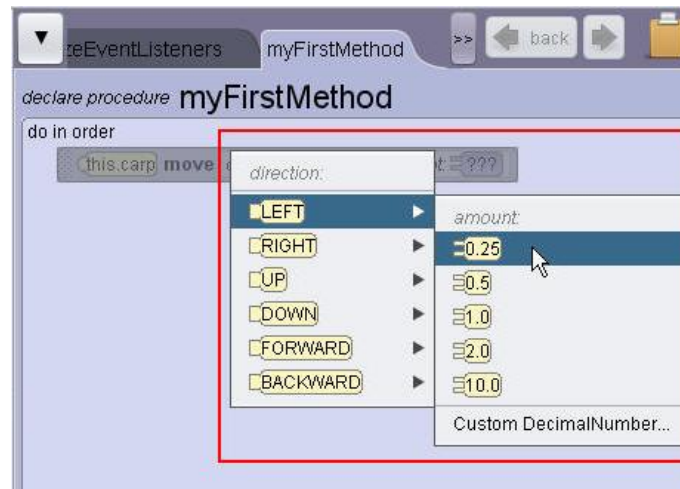 zeEventListeners myFirstMethod >> back
declare procedure myFirstMethod
do in order
this.carp move ???
direction:
LEFT
RIGHT
UP
DOWN
FORWARD
BACKWARD
amount:
0.25
0.5
1.0
2.0
10.0
Custom DecimalNumber...